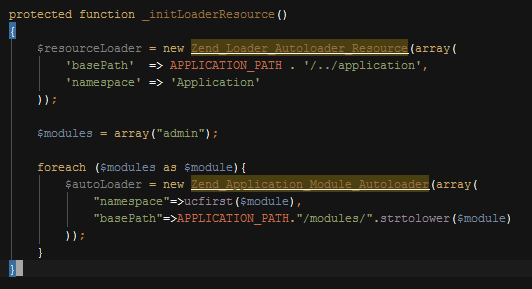 protected function _initLoaderResource()
{
    $resourceLoader = new Zend_Loader_Autoloader_Resource(array(
        'basePath'  => APPLICATION_PATH . '/../application',
        'namespace' => 'Application'
    ));

    $modules = array("admin");

    foreach ($modules as $module){
        $autoLoader = new Zend_Application_Module_Autoloader(array(
            "namespace"=>ucfirst($module),
            "basePath"=>APPLICATION_PATH."/modules/".strtolower($module)
        ));
    }
}